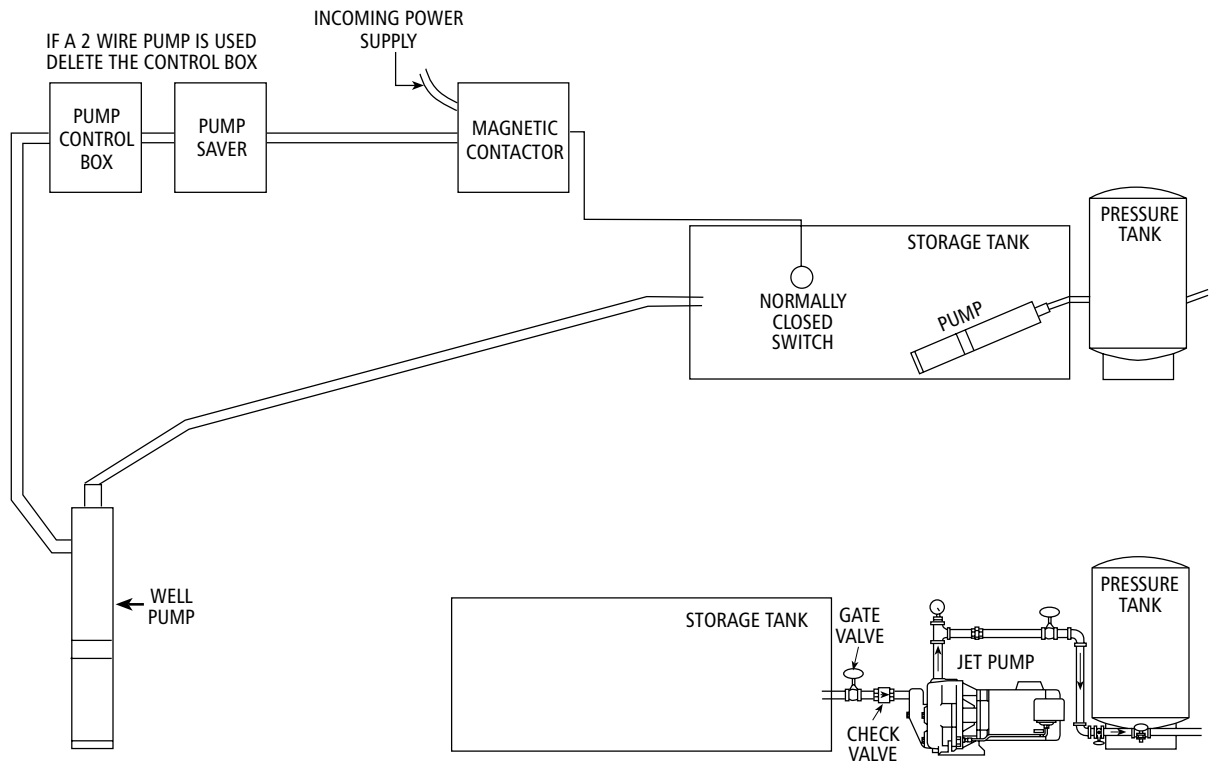 INCOMING POWER
SUPPLY
IF A 2 WIRE PUMP IS USED
DELETE THE CONTROL BOX
PUMP
CONTROL
BOX
PUMP
SAVER
MAGNETIC
CONTACTOR
STORAGE TANK
NORMALLY
CLOSED
SWITCH
PUMP
PRESSURE
TANK
WELL
PUMP
STORAGE TANK
GATE
VALVE
CHECK
VALVE
JET PUMP
PRESSURE
TANK